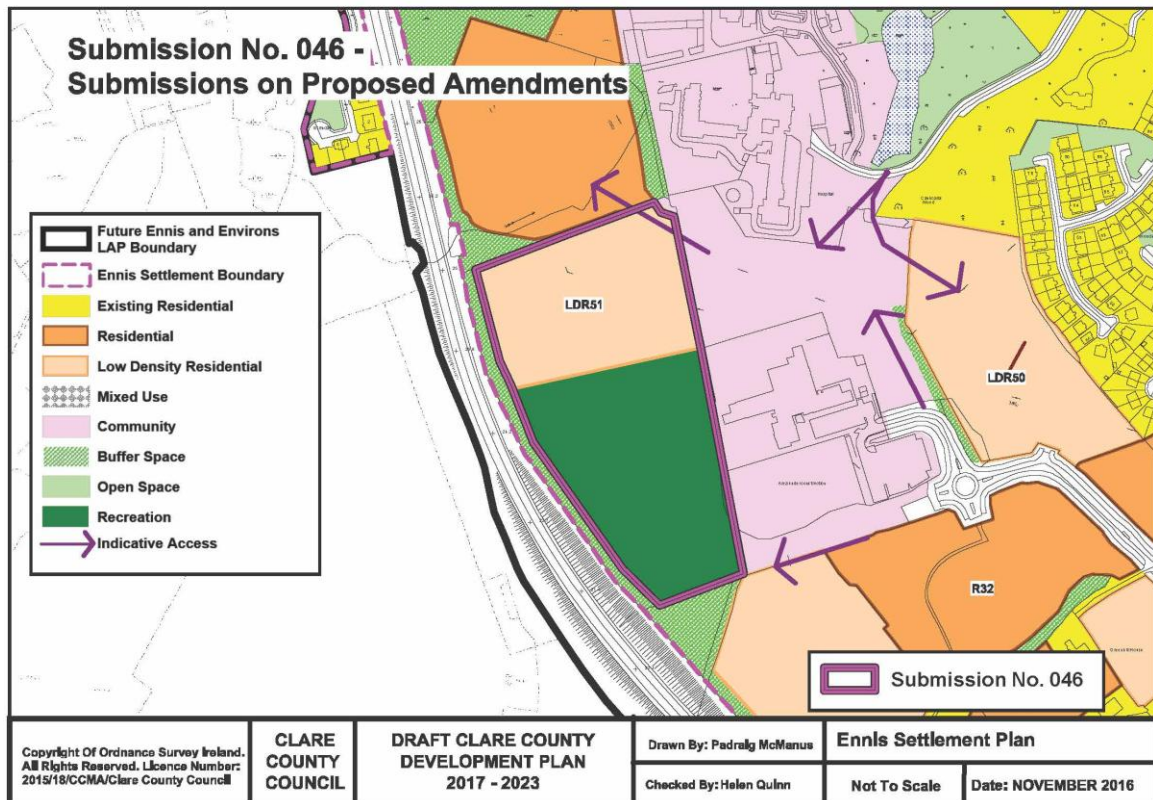 Submission No. 046 -
Submissions on Proposed Amendments
Future Ennis and Environs
LAP Boundary
Ennis Settlement Boundary
Existing Residential
Residential
Low Density Residential
Mixed Use
Community
Buffer Space
Open Space
Recreation
Indicative Access
LDR51
LDR50
R32
Submission No. 046
Copyright Of Ordnance Survey Ireland.
All Rights Reserved. Licence Number:
2015/18/CCMA/Clare County Council
CLARE
COUNTY
COUNCIL
DRAFT CLARE COUNTY
DEVELOPMENT PLAN
2017 - 2023
Drawn By: Padraig McManus
Checked By: Helen Quinn
Ennis Settlement Plan
Not To Scale
Date: NOVEMBER 2016